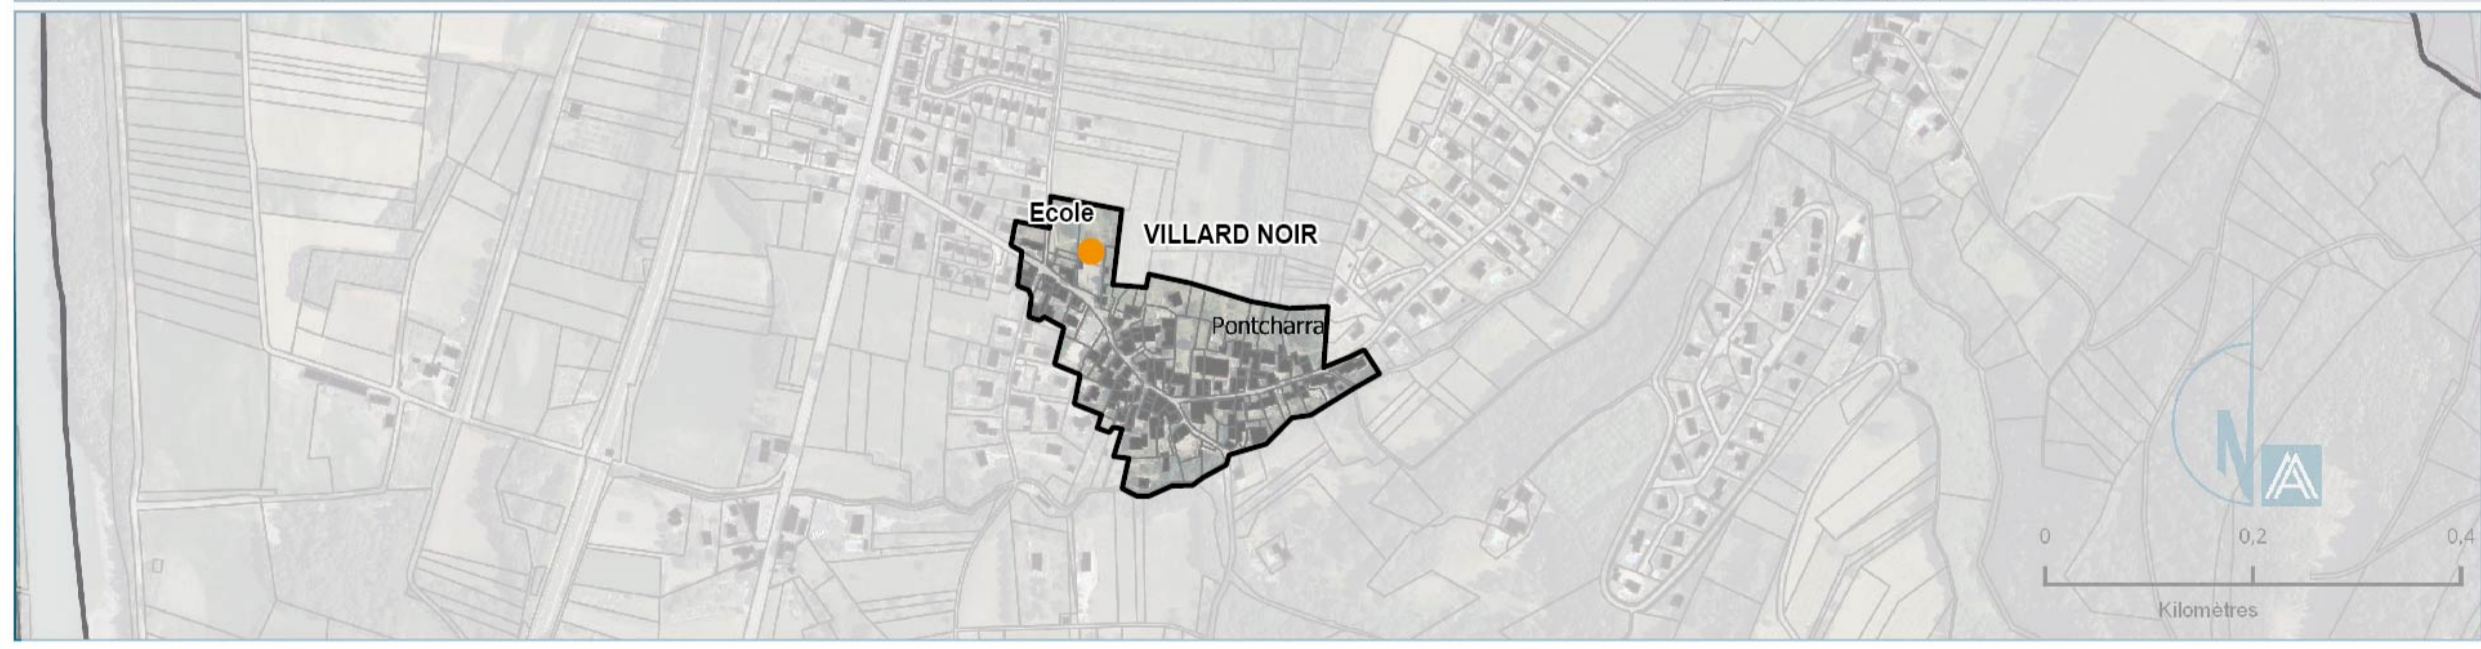 Ecole
VILLARD NOIR
Pontcharra
N
0 0,2 0,4
Kilomètres